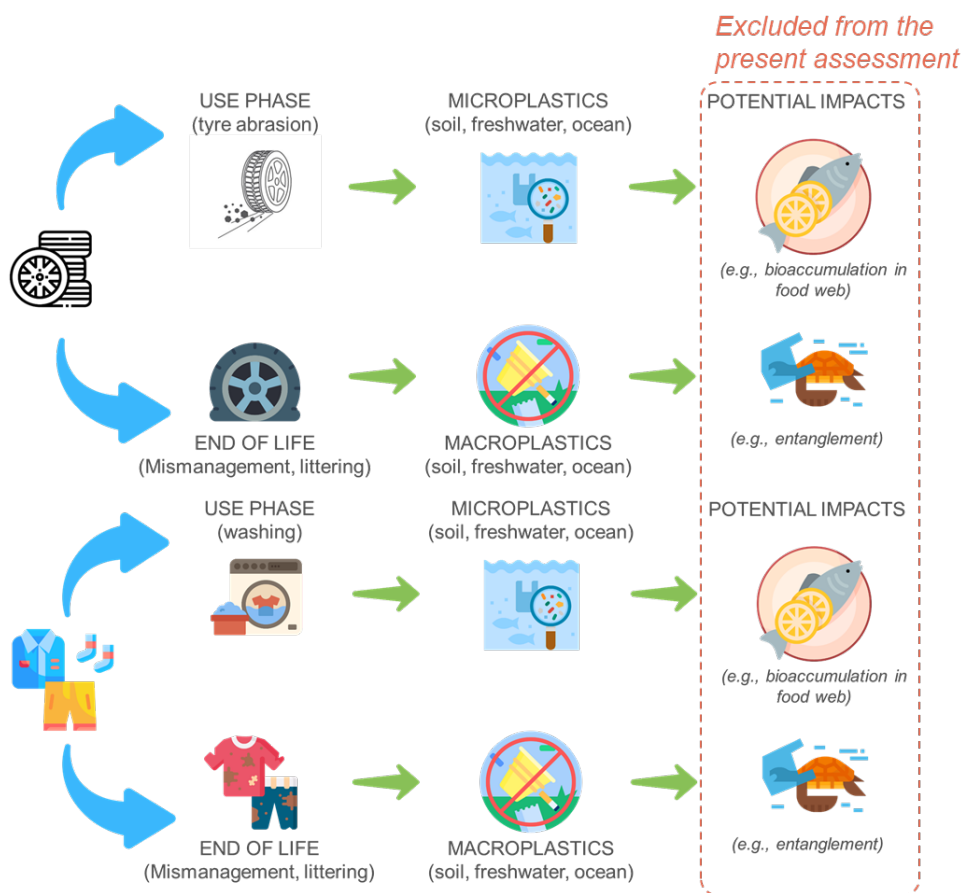 Excluded from the
present assessment
USE PHASE
(tyre abrasion)
MICROPLASTICS
(soil, freshwater, ocean)
POTENTIAL IMPACTS
(e.g., bioaccumulation in
food web)
END OF LIFE
(Mismanagement, littering)
MACROPLASTICS
(soil, freshwater, ocean)
(e.g., entanglement)
USE PHASE
(washing)
MICROPLASTICS
(soil, freshwater, ocean)
POTENTIAL IMPACTS
(e.g., bioaccumulation in
food web)
END OF LIFE
(Mismanagement, littering)
MACROPLASTICS
(soil, freshwater, ocean)
(e.g., entanglement)